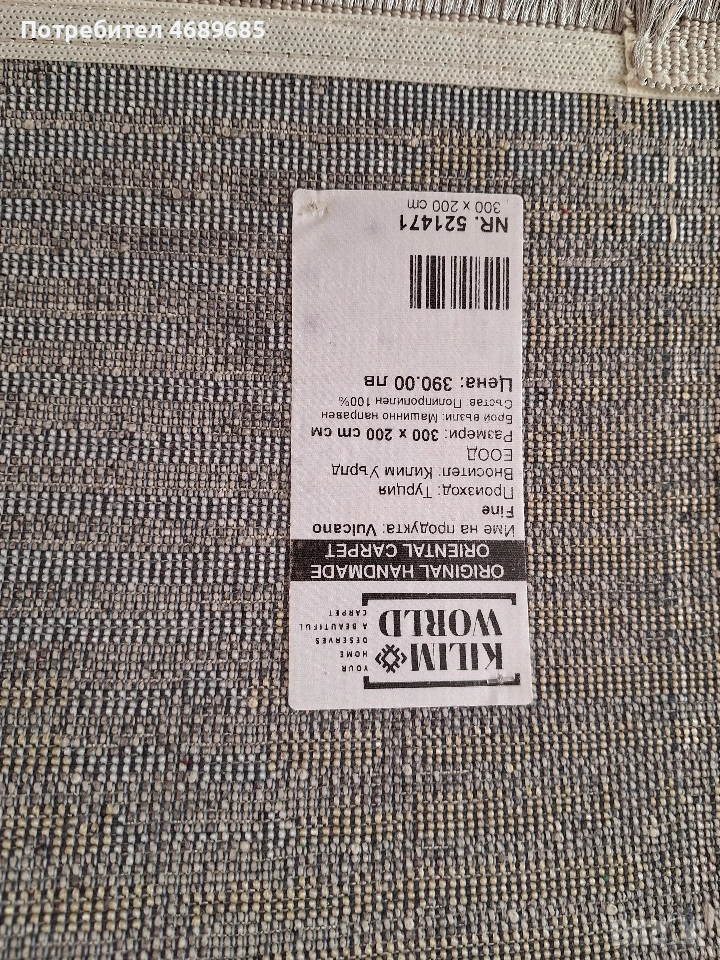 Потребител 4689685
KILIM
WORLD
YOUR
HOME
DESERVES
A BEAUTIFUL
CARPET
ORIGINAL HANDMADE
ORIENTAL CARPET
Име на продукта: Vulcano
Fine
Произход: Турция
Вносител: Килим Уърлд
ЕООД
Размери: 300 x 200 cm см
Брой възли: Машинно направен
Състав: Полипропилен 100%
Цена: 390.00 лв
NR. 521471
300 x 200 cm